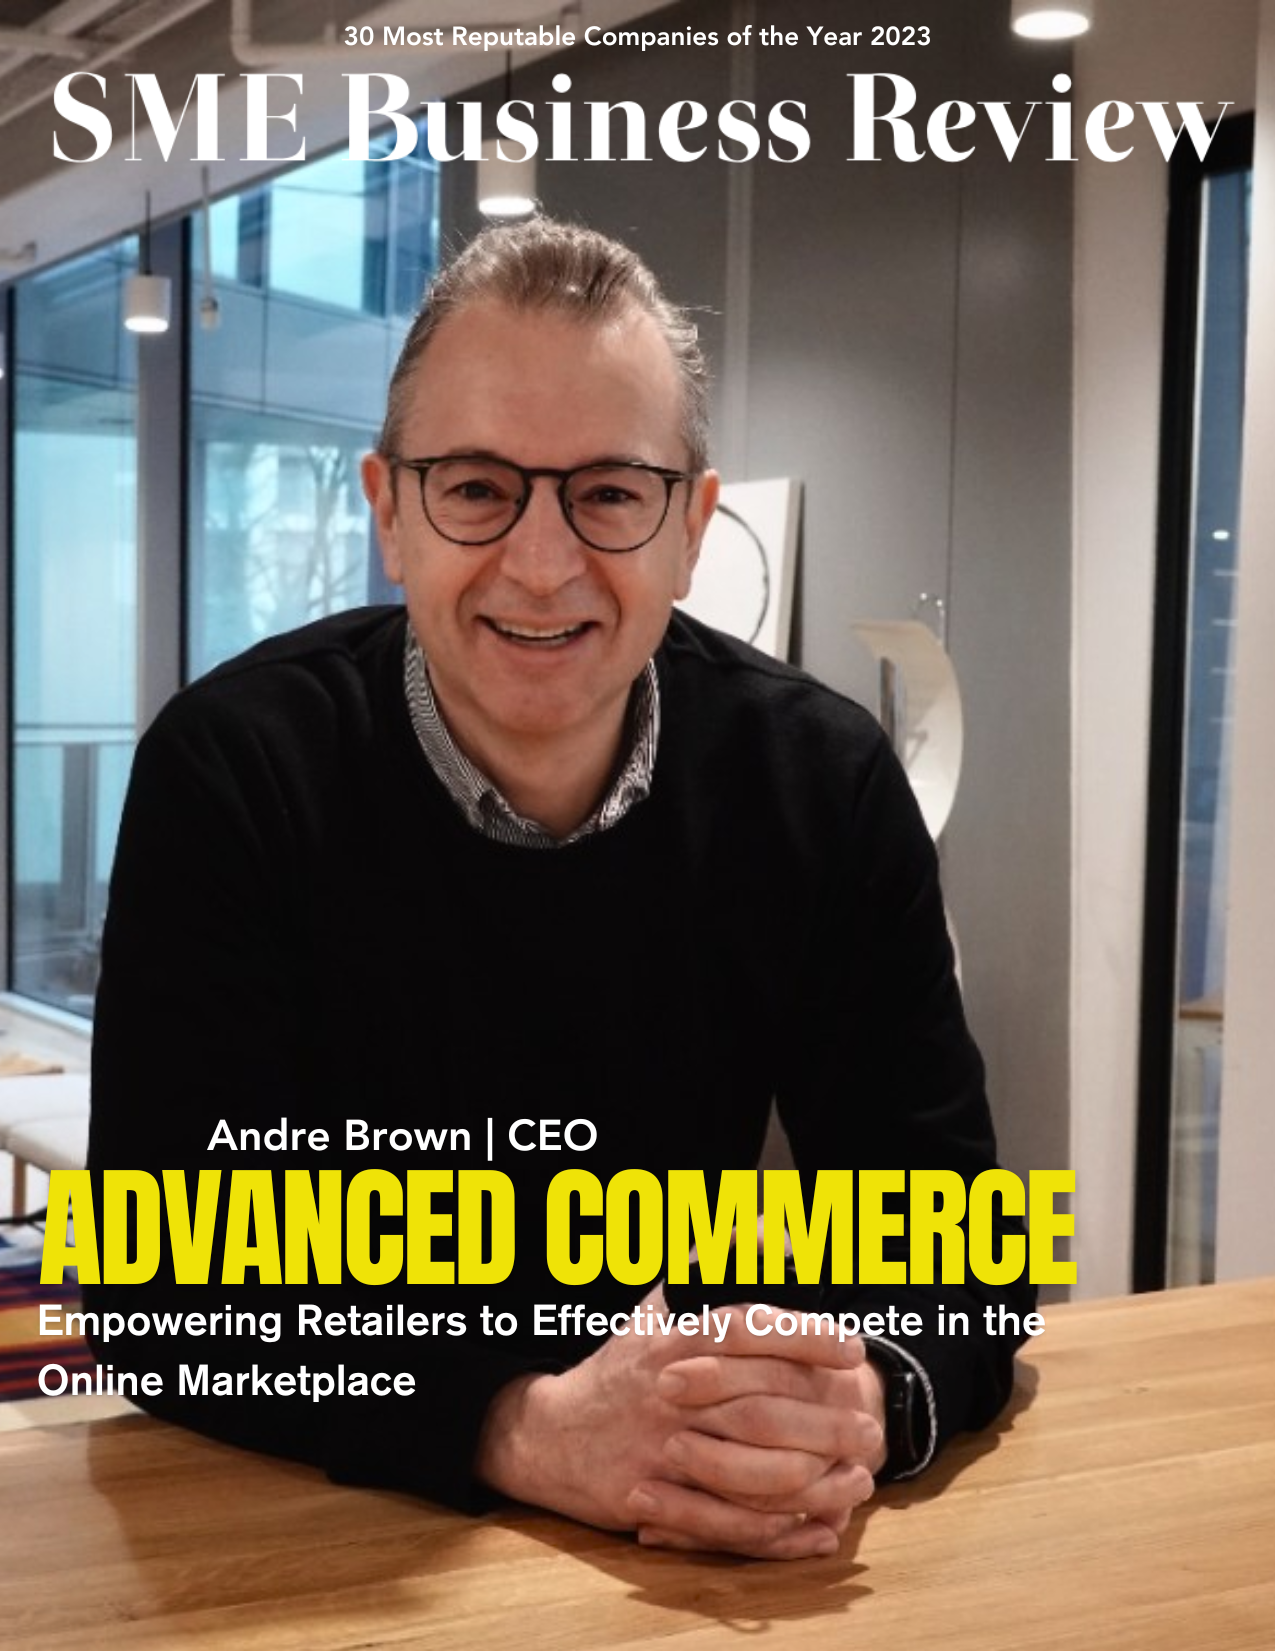 30 Most Reputable Companies of the Year 2023
SME Business Review
Andre Brown | CEO
ADVANCED COMMERCE
Empowering Retailers to Effectively Compete in the
Online Marketplace